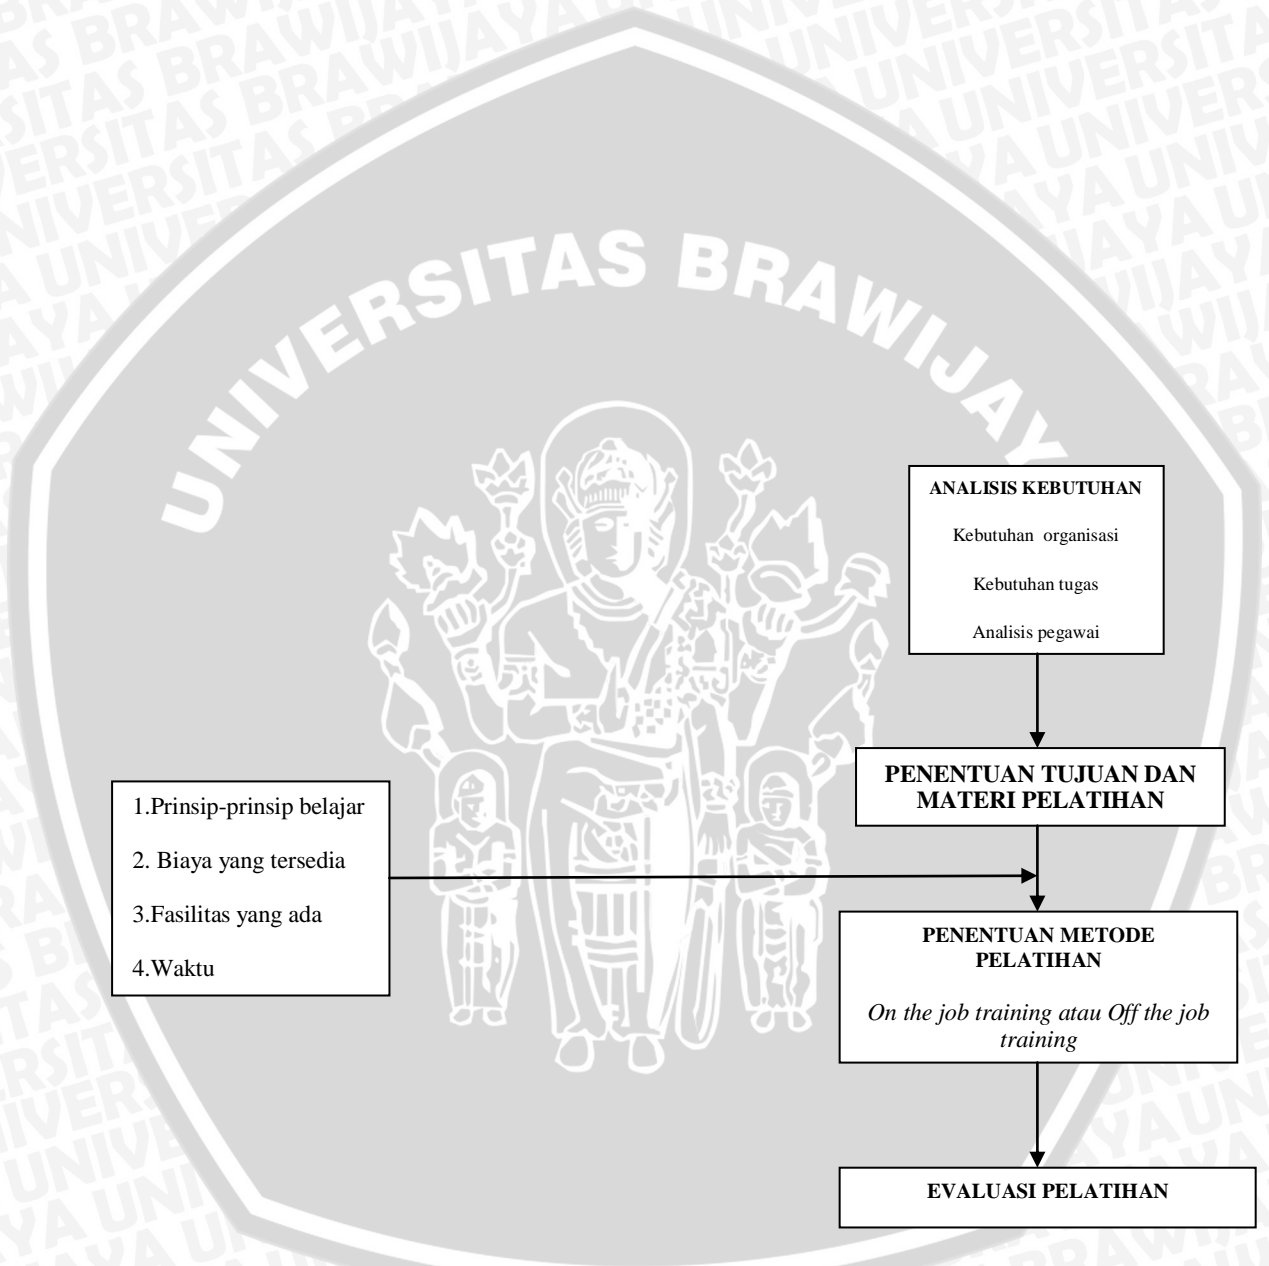 UNIVERSITAS BRAWIJAY
ANALISIS KEBUTUHAN
Kebutuhan organisasi
Kebutuhan tugas
Analisis pegawai
PENENTUAN TUJUAN DAN
MATERI PELATIHAN
1.Prinsip-prinsip belajar
2. Biaya yang tersedia
3.Fasilitas yang ada
4.Waktu
PENENTUAN METODE
PELATIHAN
On the job training atau Off the job
training
EVALUASI PELATIHAN